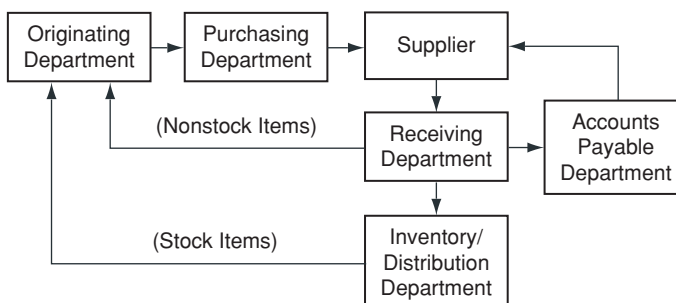 Originating
Department
Purchasing
Department
Supplier
(Nonstock Items)
Receiving
Department
Accounts
Payable
Department
(Stock Items)
Inventory/
Distribution
Department